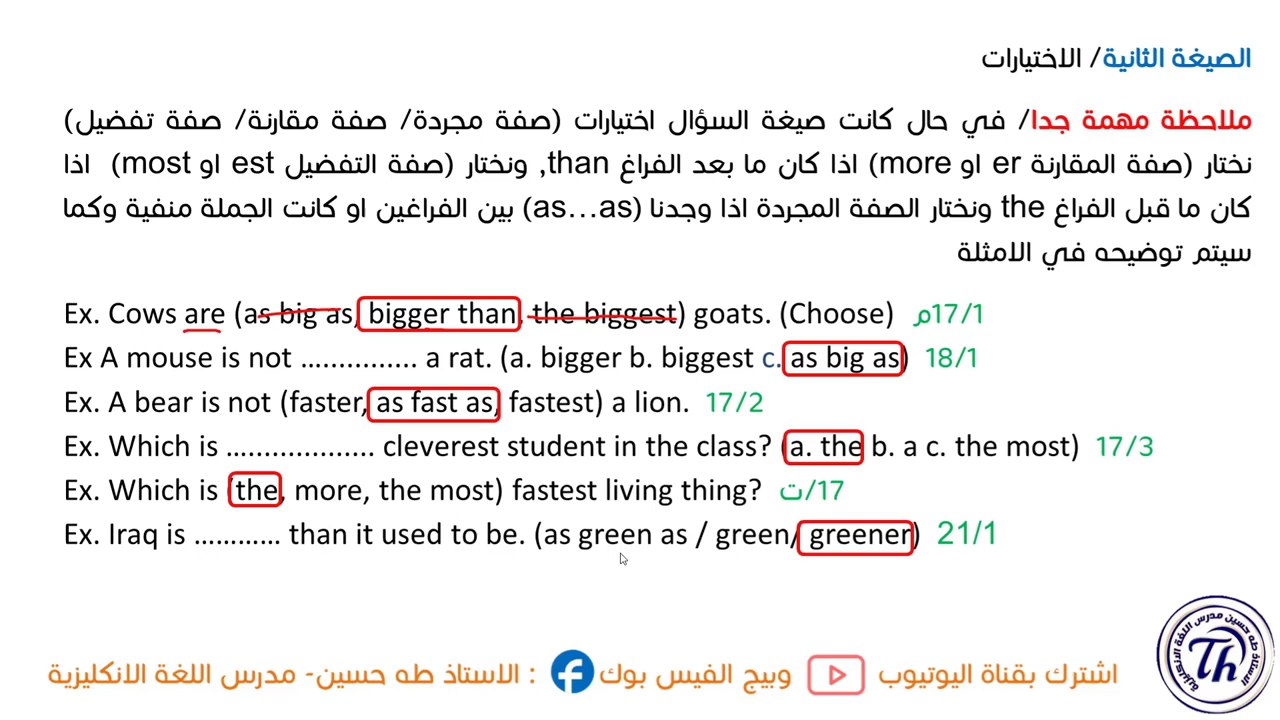 الصيغة الثانية/ الاختيارات
ملاحظة مهمة جدا/ في حال كانت صيغة السؤال اختيارات (صفة مجردة/ صفة مقارنة/ صفة تفضيل)
نختار (صفة المقارنة er او more) اذا كان ما بعد الفراغ than, ونختار (صفة التفضيل est او most) اذا
كان ما قبل الفراغ the ونختار الصفة المجردة اذا وجدنا (as…as) بين الفراغين او كانت الجملة منفية وكما
سيتم توضيحه في الامثلة
Ex. Cows are (as big as, bigger than, the biggest) goats. (Choose) 17/1م
Ex A mouse is not ............... a rat. (a. bigger b. biggest c. as big as) 18/1
Ex. A bear is not (faster, as fast as, fastest) a lion. 17/2
Ex. Which is ................... cleverest student in the class? (a. the b. a c. the most) 17/3
Ex. Which is (the, more, the most) fastest living thing? 17/ت
Ex. Iraq is ............ than it used to be. (as green as / green/ greener) 21/1
اشترك بقناة اليوتيوب وبيج الفيس بوك : الاستاذ طه حسين- مدرس اللغة الانكليزية
الاستاذ طه حسين مدرس اللغة الانكليزية
Th